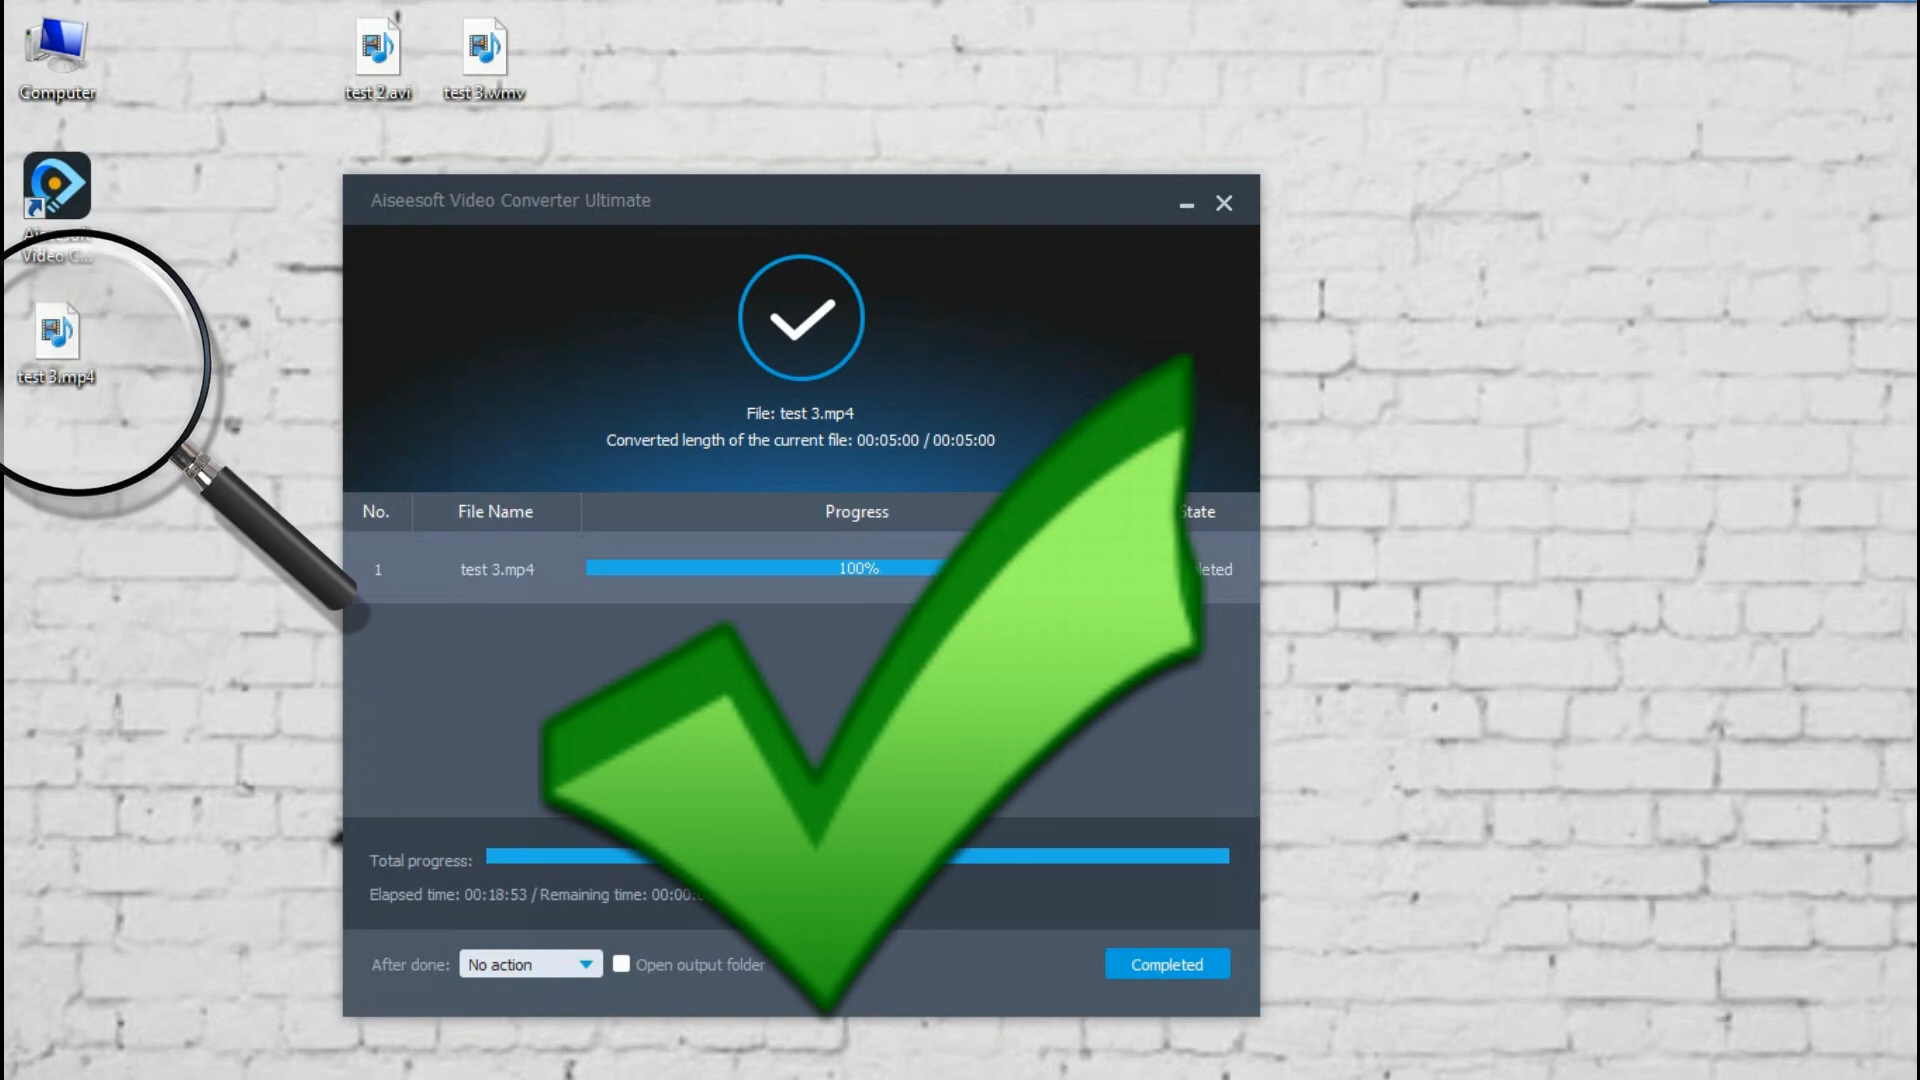 Computer
test 2.avi
test 3.wmv
Video C...
test 3.mp4
Aiseesoft Video Converter Ultimate
File: test 3.mp4
Converted length of the current file: 00:05:00 / 00:05:00
No.
File Name
Progress
State
1
test 3.mp4
100%
leted
Total progress:
Elapsed time: 00:18:53 / Remaining time: 00:00:
After done:
No action
Open output folder
Completed